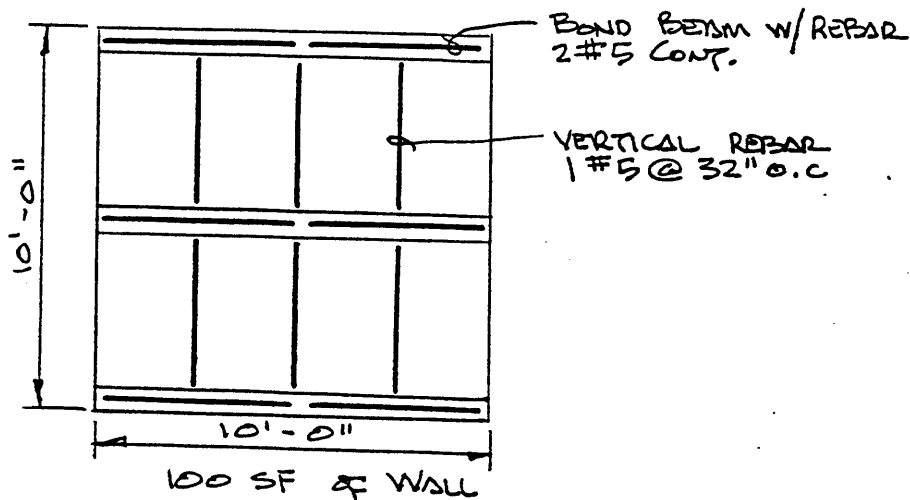 BOND BEAM W/REBAR
2#5 CONT.
VERTICAL REBAR
1#5 @ 32" O.C
10'-0"
10'-0"
100 SF OF WALL